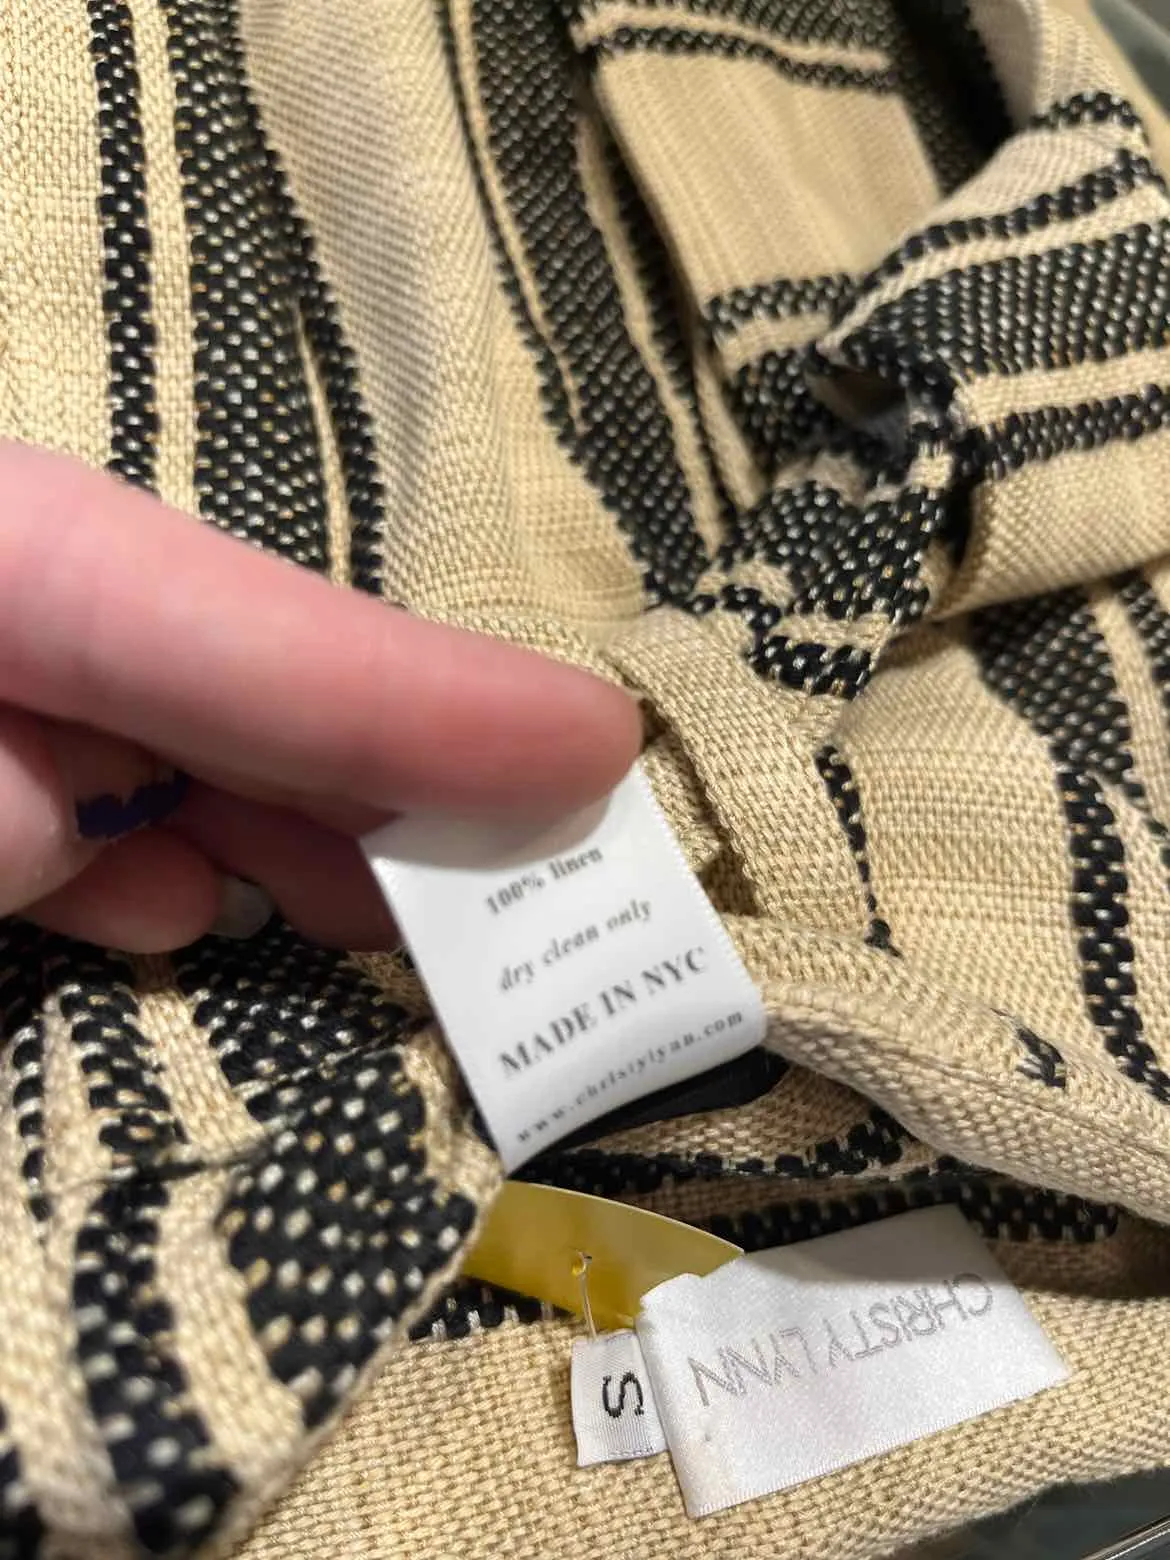 100% linen
dry clean only
MADE IN NYC
www.christylynn.com
S
CHRISTY LYNN